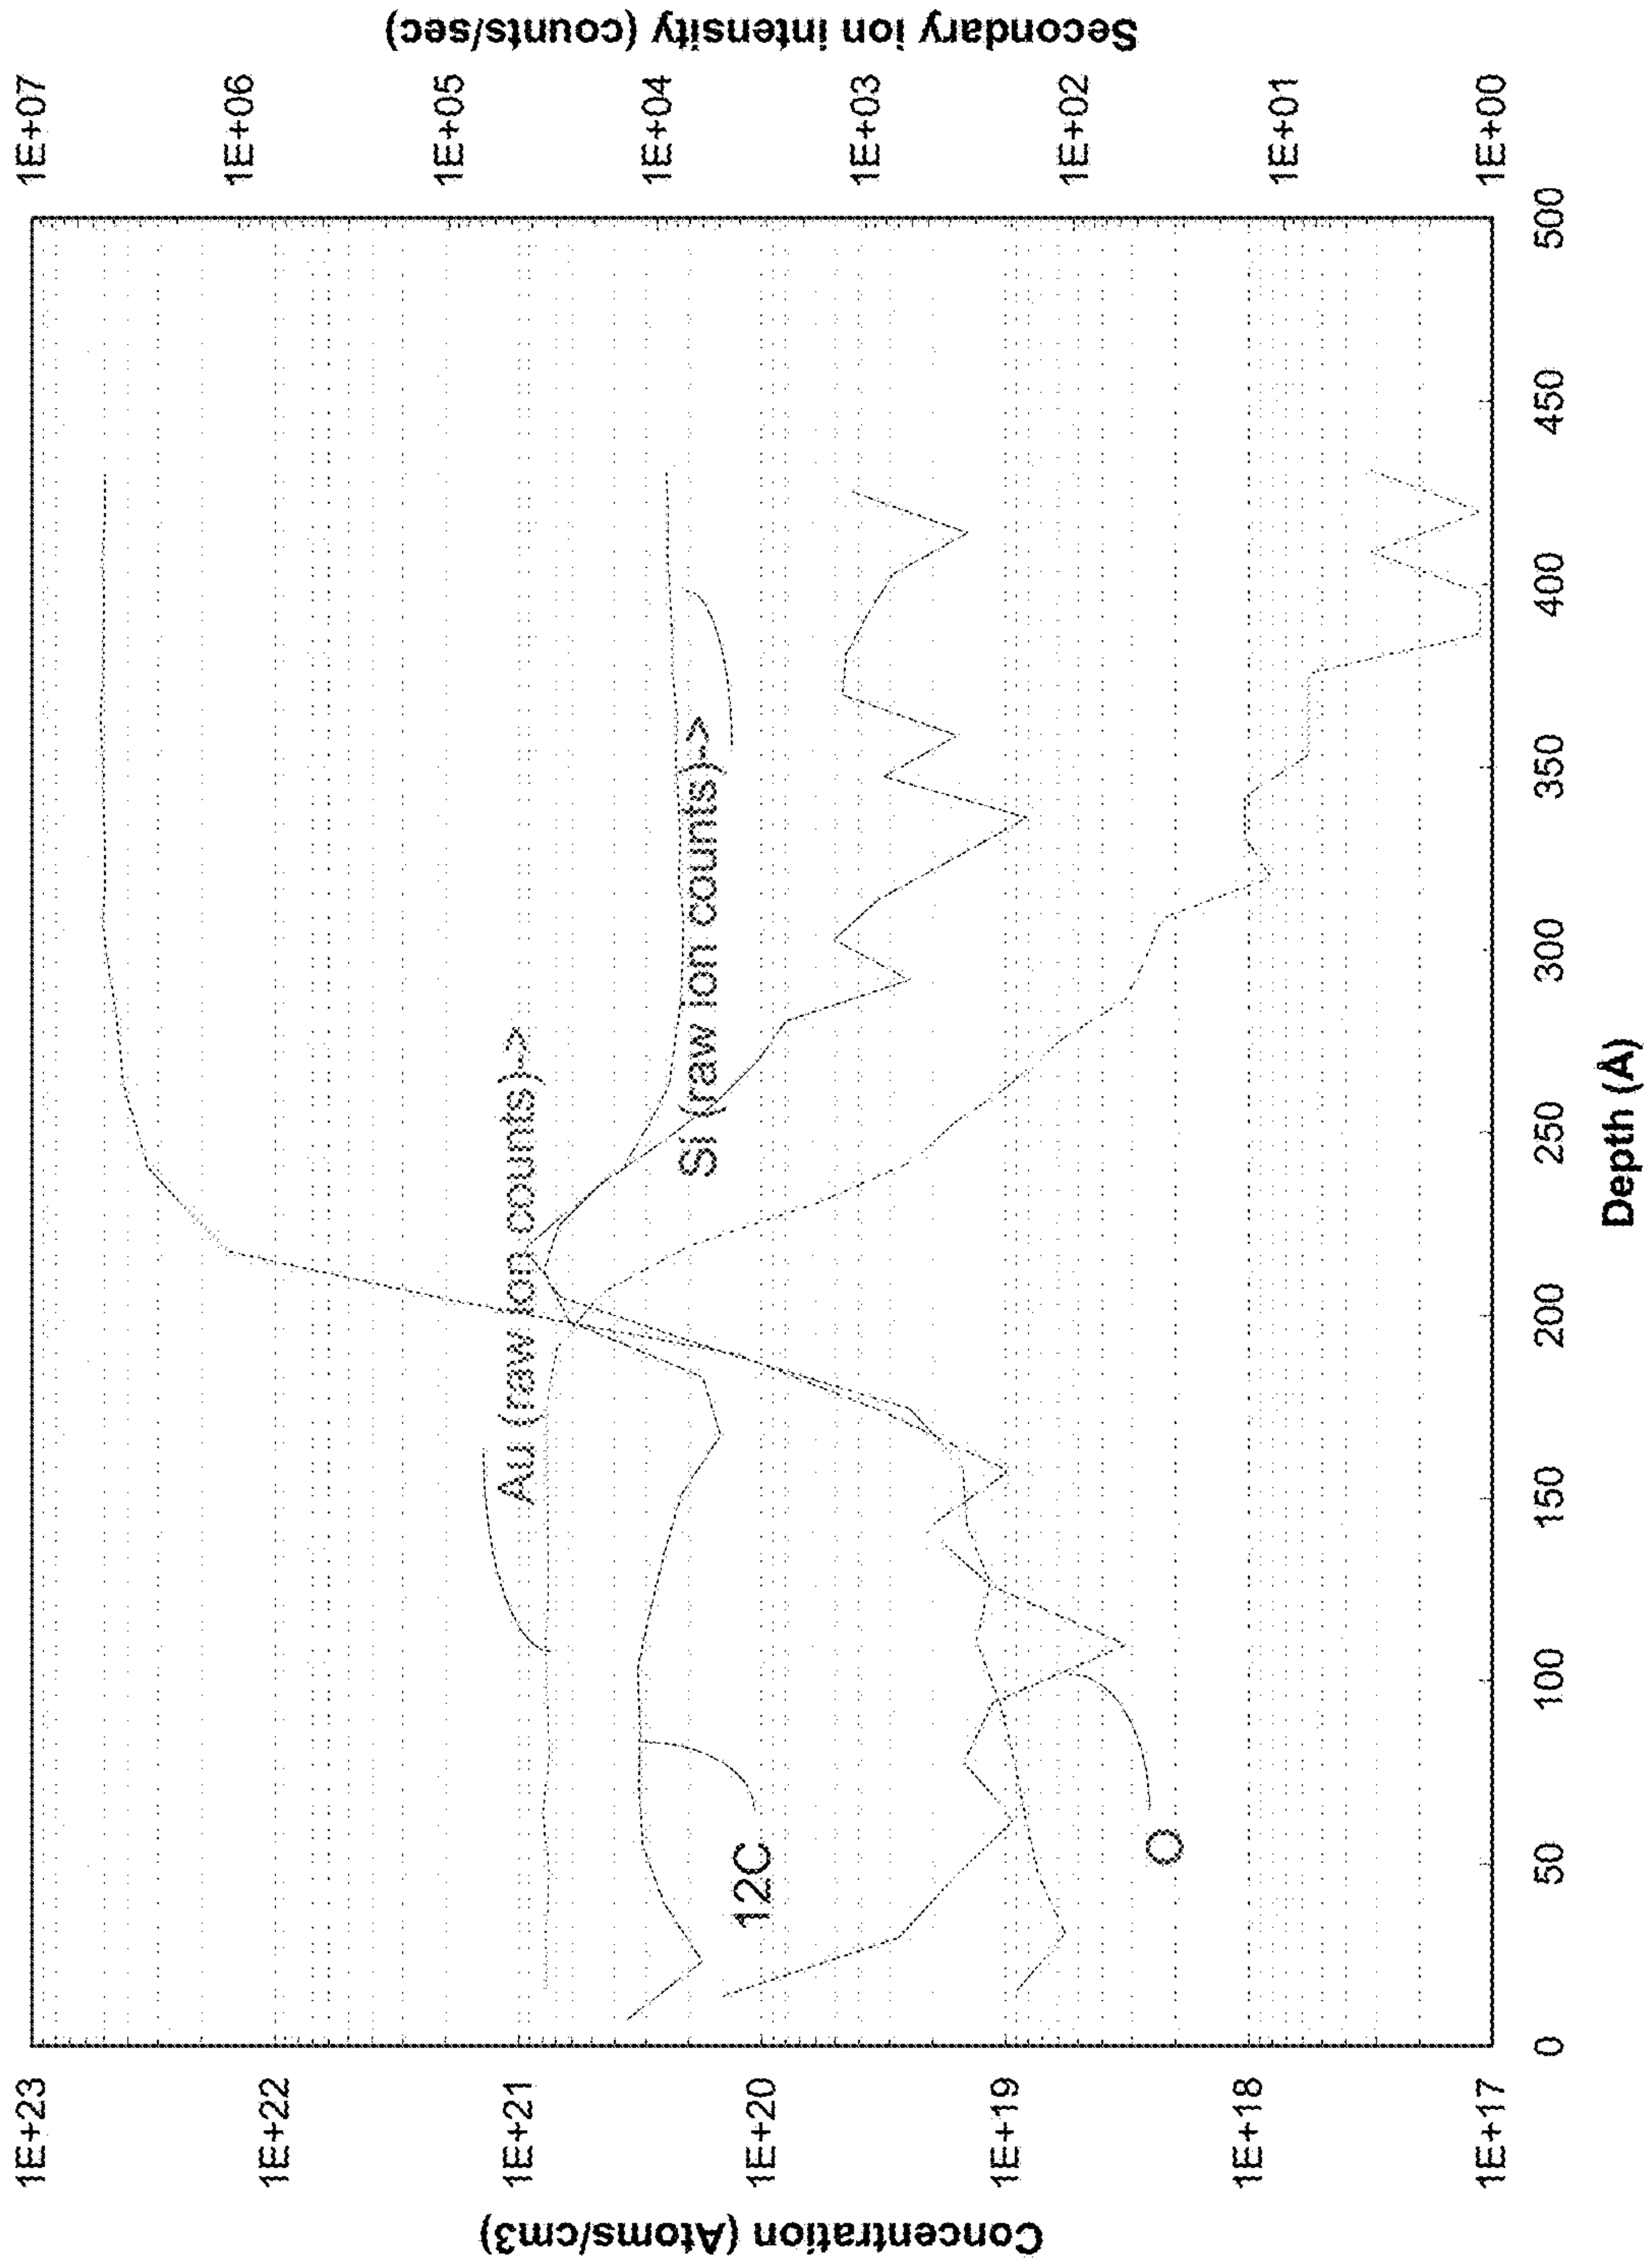 Concentration (Atoms/cm3)
1E+23
1E+22
1E+21
1E+20
1E+19
1E+18
1E+17
Au (raw ion counts)->
Si (raw ion counts)->
12C
O
1E+07
1E+06
1E+05
1E+04
1E+03
1E+02
1E+01
1E+00
Secondary ion intensity (counts/sec)
0 50 100 150 200 250 300 350 400 450 500
Depth (Å)